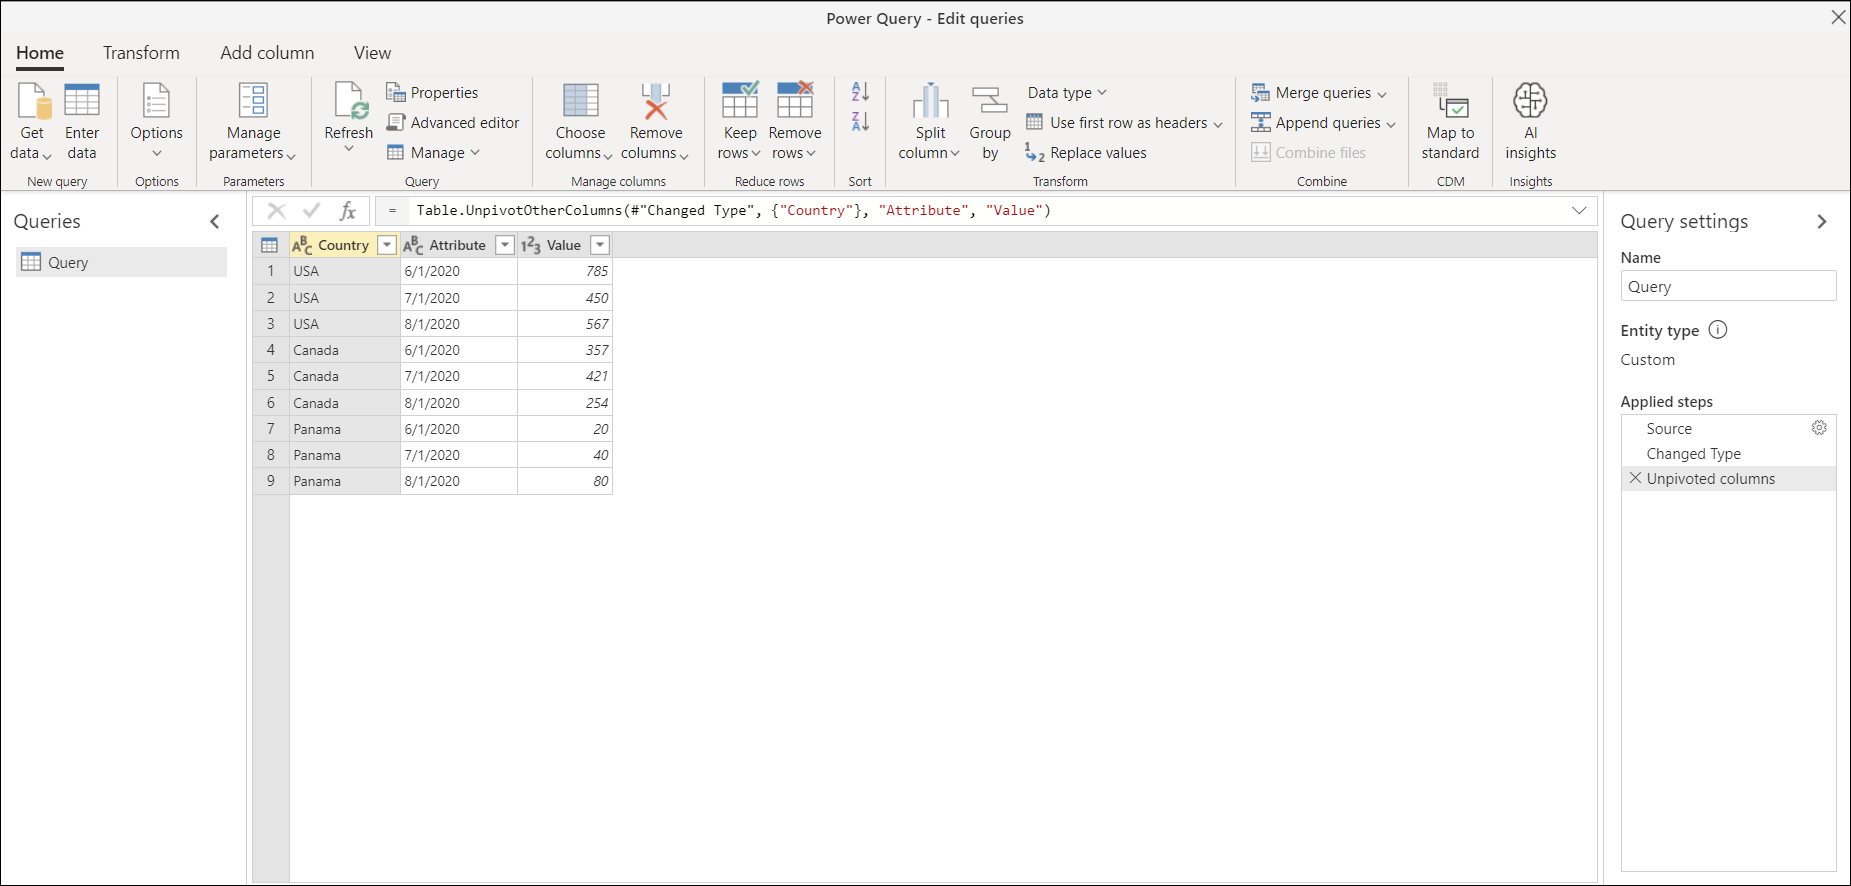 Power Query - Edit queries
Home Transform Add column View
Get data
Enter data
New query
Options
Options
Manage parameters
Parameters
Refresh
Properties
Advanced editor
Manage
Query
Choose columns
Remove columns
Manage columns
Keep rows
Remove rows
Reduce rows
Sort
Split column
Group by
Data type
Use first row as headers
Replace values
Transform
Merge queries
Append queries
Combine files
Combine
Map to standard
CDM
AI insights
Insights
Queries
Query
fx = Table.UnpivotOtherColumns(#"Changed Type", {"Country"}, "Attribute", "Value")
ABC Country ABC Attribute 123 Value
1 USA 6/1/2020 785
2 USA 7/1/2020 450
3 USA 8/1/2020 567
4 Canada 6/1/2020 357
5 Canada 7/1/2020 421
6 Canada 8/1/2020 254
7 Panama 6/1/2020 20
8 Panama 7/1/2020 40
9 Panama 8/1/2020 80
Query settings
Name
Query
Entity type
Custom
Applied steps
Source
Changed Type
Unpivoted columns